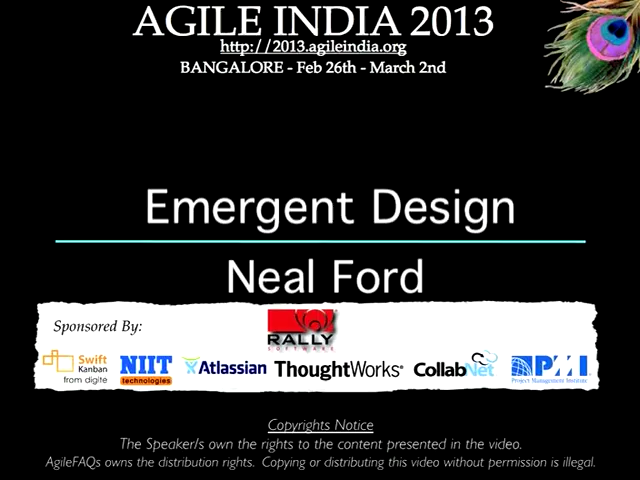 AGILE INDIA 2013
http://2013.agileindia.org
BANGALORE - Feb 26th - March 2nd
Emergent Design
Neal Ford
Sponsored By:
RALLY
SOFTWARE
Swift
Kanban
from digite
NIIT
technologies
Atlassian
ThoughtWorks®
CollabNet
PMI
Project Management Institute
Copyrights Notice
The Speaker/s own the rights to the content presented in the video.
AgileFAQs owns the distribution rights. Copying or distributing this video without permission is illegal.